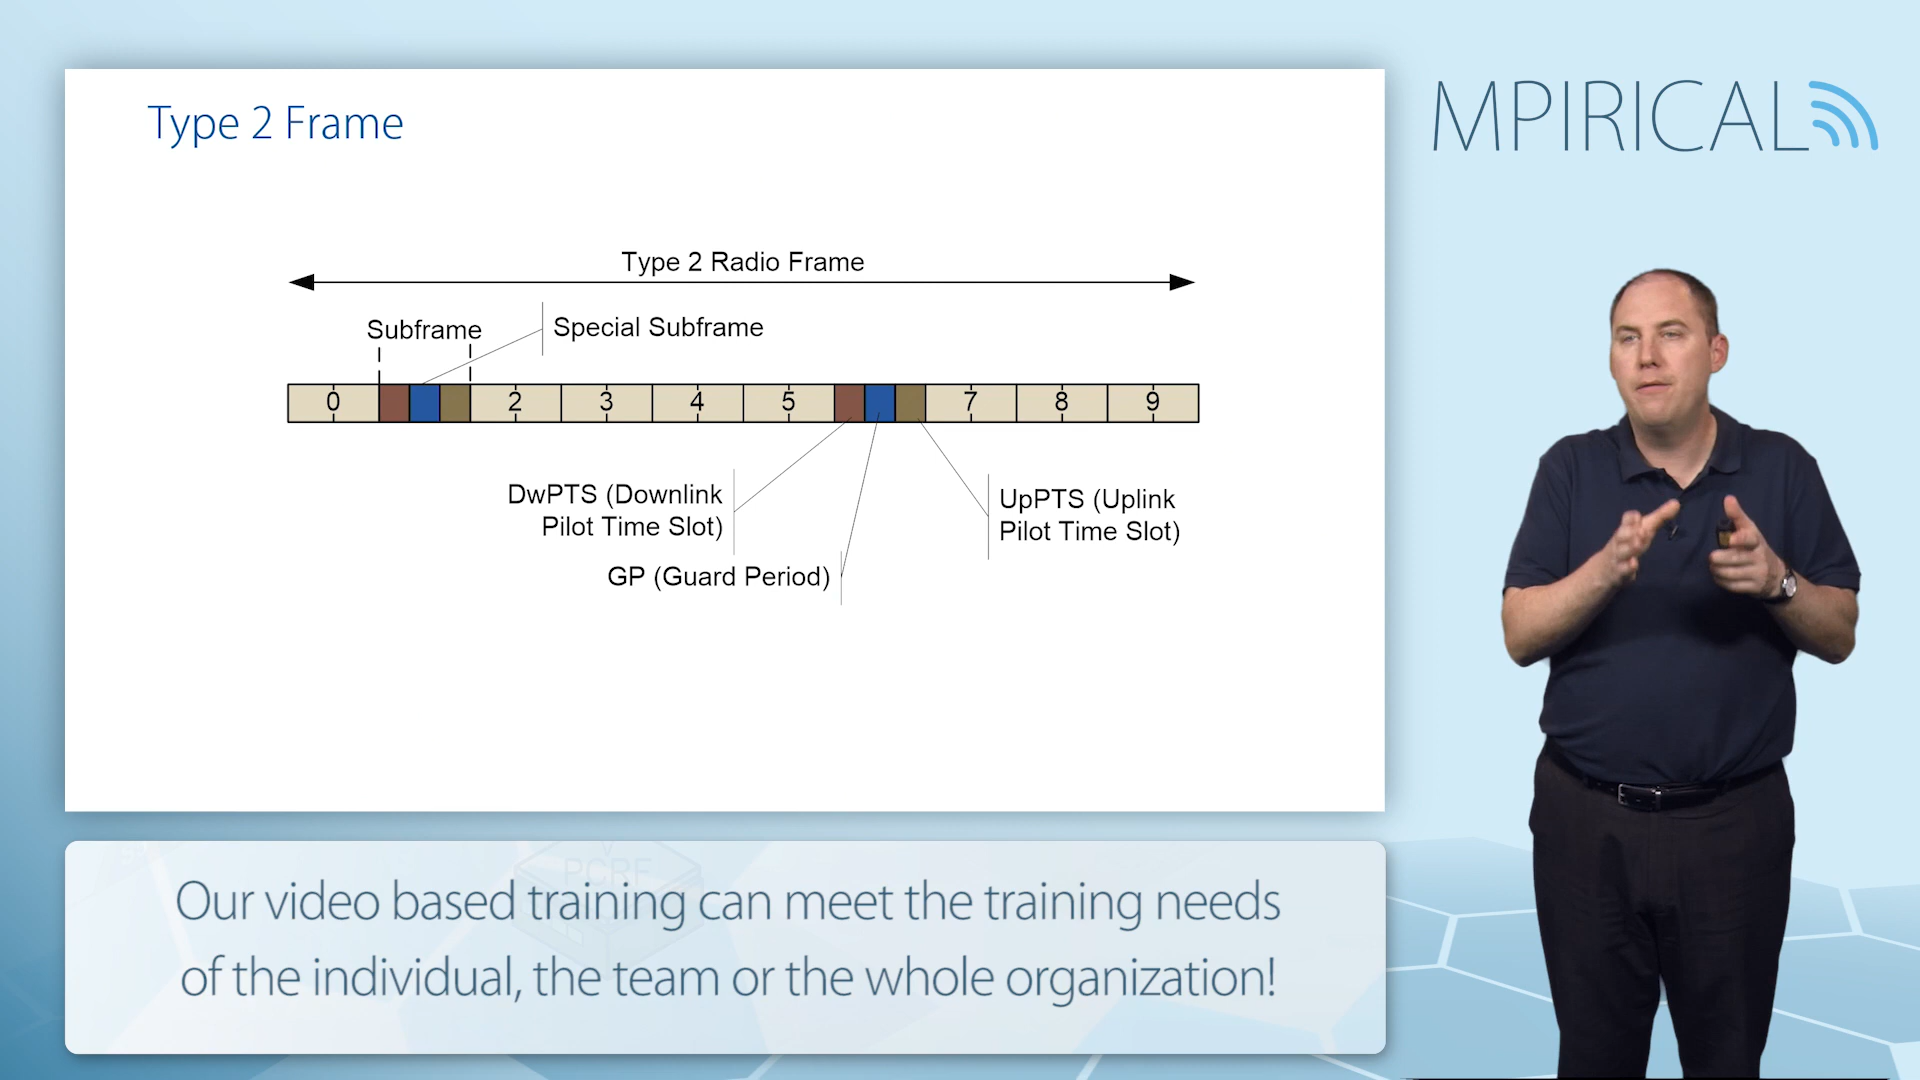 Type 2 Frame
MPIRICAL
Type 2 Radio Frame
Subframe
Special Subframe
0 2 3 4 5 7 8 9
DwPTS (Downlink
Pilot Time Slot)
UpPTS (Uplink
Pilot Time Slot)
GP (Guard Period)
PCRF
Our video based training can meet the training needs
of the individual, the team or the whole organization!